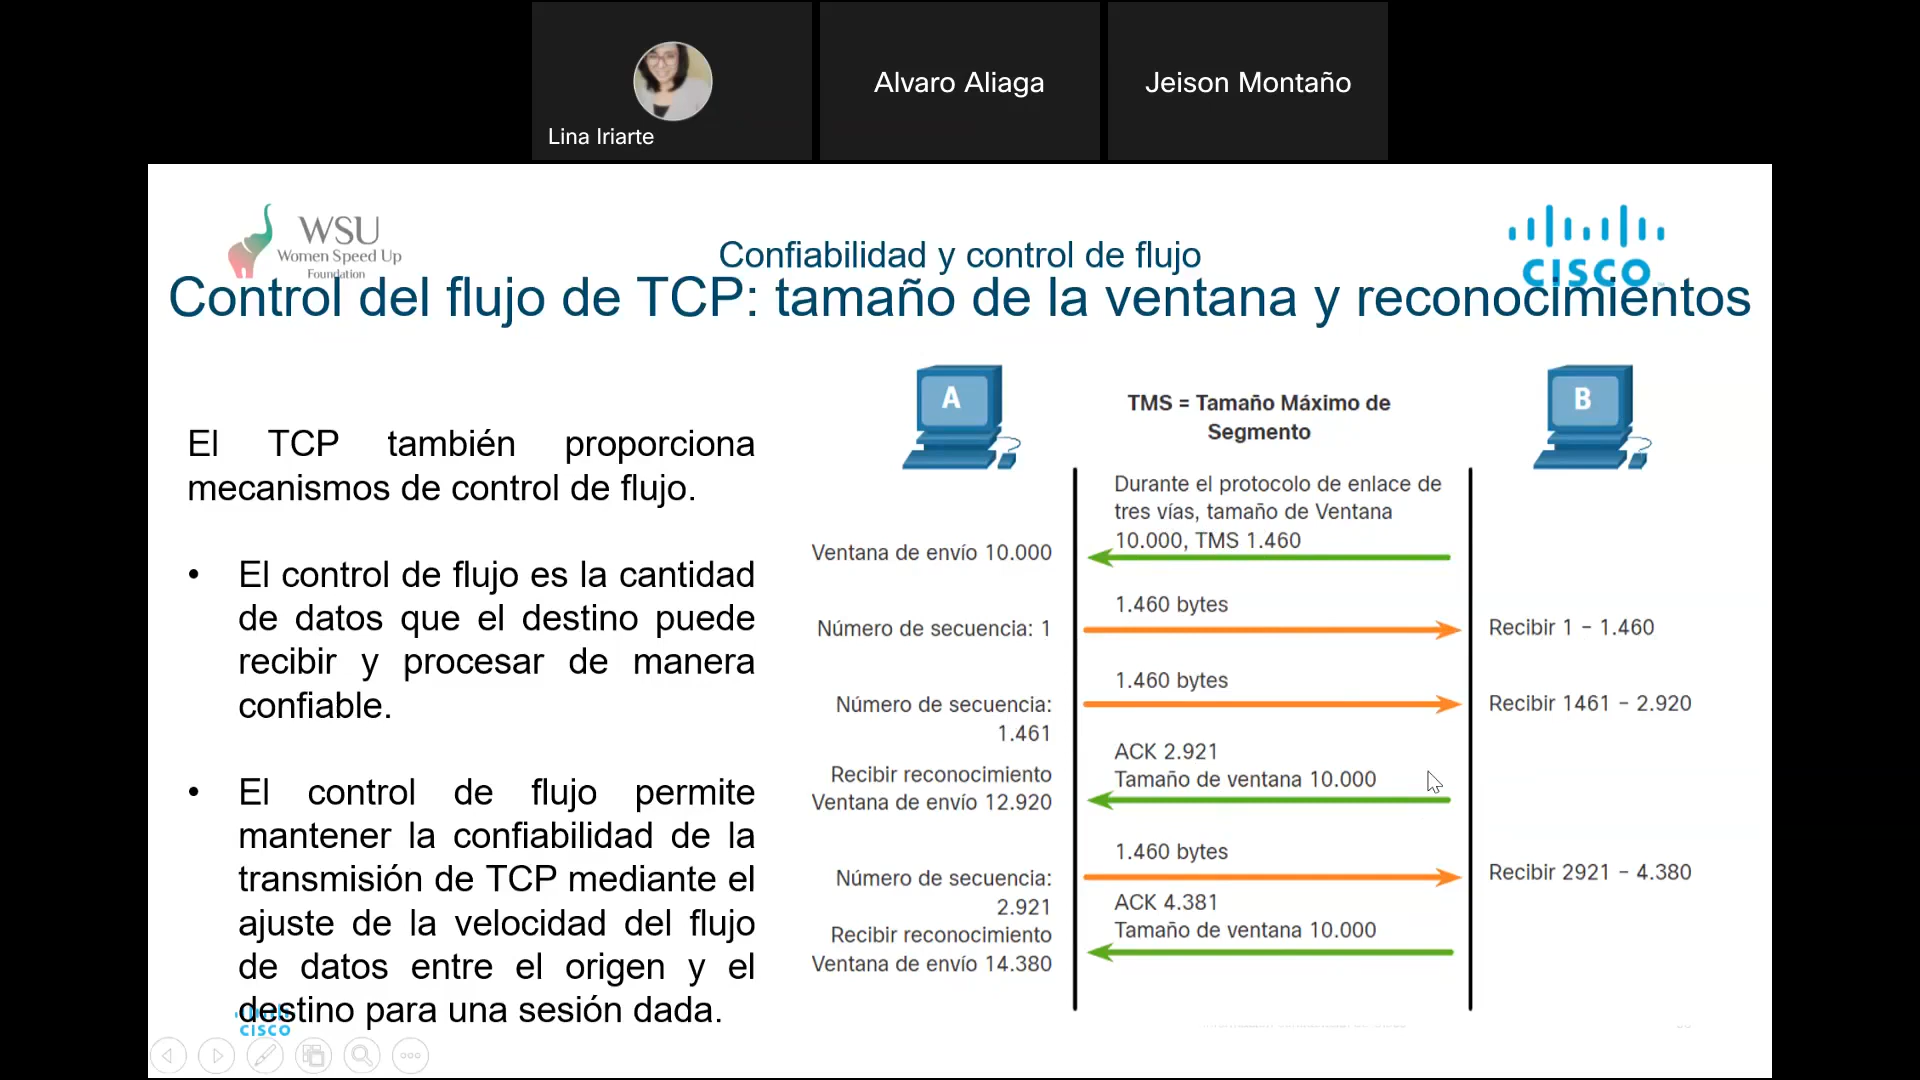 Lina Iriarte
Alvaro Aliaga
Jeison Montaño
WSU
Women Speed Up
Foundation
CISCO
Confiabilidad y control de flujo
Control del flujo de TCP: tamaño de la ventana y reconocimientos
El TCP también proporciona
mecanismos de control de flujo.
• El control de flujo es la cantidad
de datos que el destino puede
recibir y procesar de manera
confiable.
• El control de flujo permite
mantener la confiabilidad de la
transmisión de TCP mediante el
ajuste de la velocidad del flujo
de datos entre el origen y el
destino para una sesión dada.
CISCO
A
B
TMS = Tamaño Máximo de
Segmento
Durante el protocolo de enlace de
tres vías, tamaño de Ventana
10.000, TMS 1.460
Ventana de envío 10.000
1.460 bytes
Número de secuencia: 1
Recibir 1 – 1.460
1.460 bytes
Número de secuencia:
1.461
Recibir 1461 – 2.920
ACK 2.921
Tamaño de ventana 10.000
Recibir reconocimiento
Ventana de envío 12.920
1.460 bytes
Número de secuencia:
2.921
Recibir 2921 – 4.380
ACK 4.381
Tamaño de ventana 10.000
Recibir reconocimiento
Ventana de envío 14.380